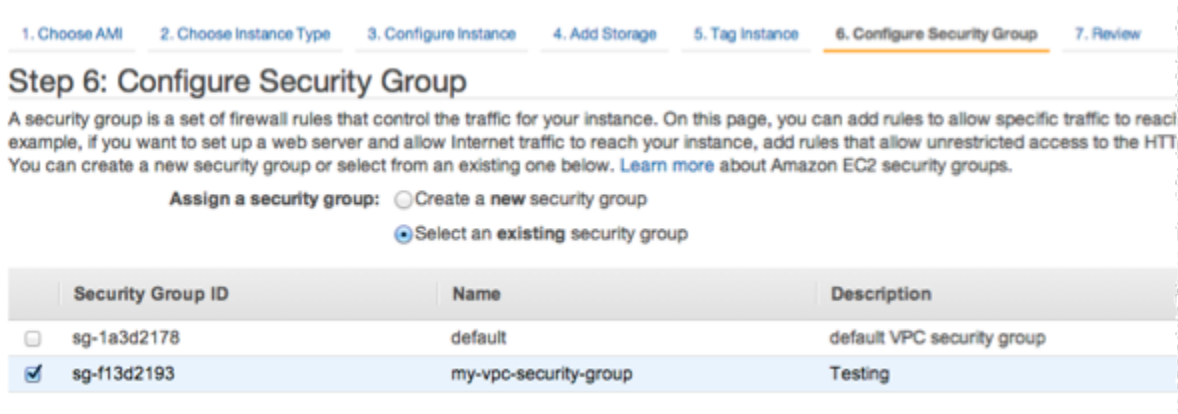 1. Choose AMI 2. Choose Instance Type 3. Configure Instance 4. Add Storage 5. Tag Instance 6. Configure Security Group 7. Review
Step 6: Configure Security Group
A security group is a set of firewall rules that control the traffic for your instance. On this page, you can add rules to allow specific traffic to
example, if you want to set up a web server and allow Internet traffic to reach your instance, add rules that allow unrestricted access to the
You can create a new security group or select from an existing one below. Learn more about Amazon EC2 security groups.
Assign a security group: Create a new security group
Select an existing security group
Security Group ID Name Description
sg-1a3d2178 default default VPC security group
sg-f13d2193 my-vpc-security-group Testing